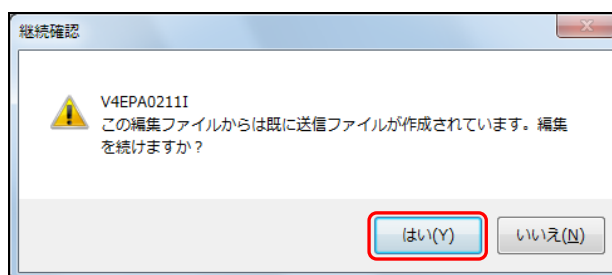 継続確認
V4EPA0211I
この編集ファイルからは既に送信ファイルが作成されています。編集
を続けますか？
はい(Y)
いいえ(N)